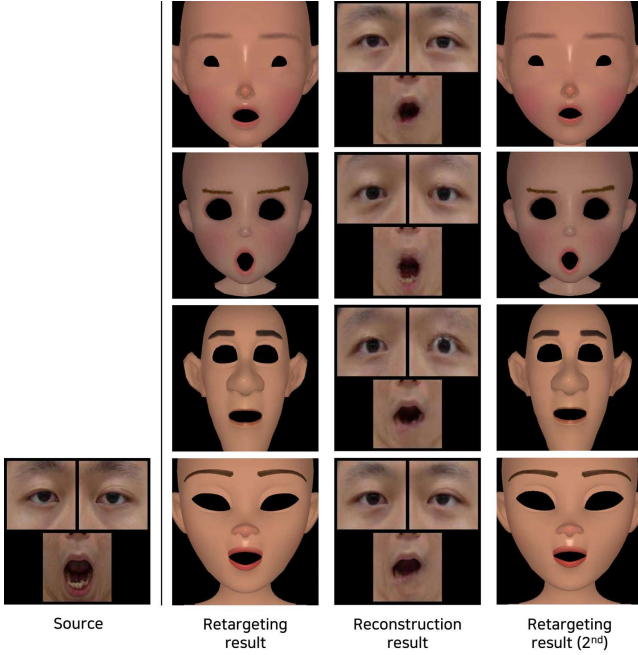 Source
Retargeting
result
Reconstruction
result
Retargeting
result (2nd)